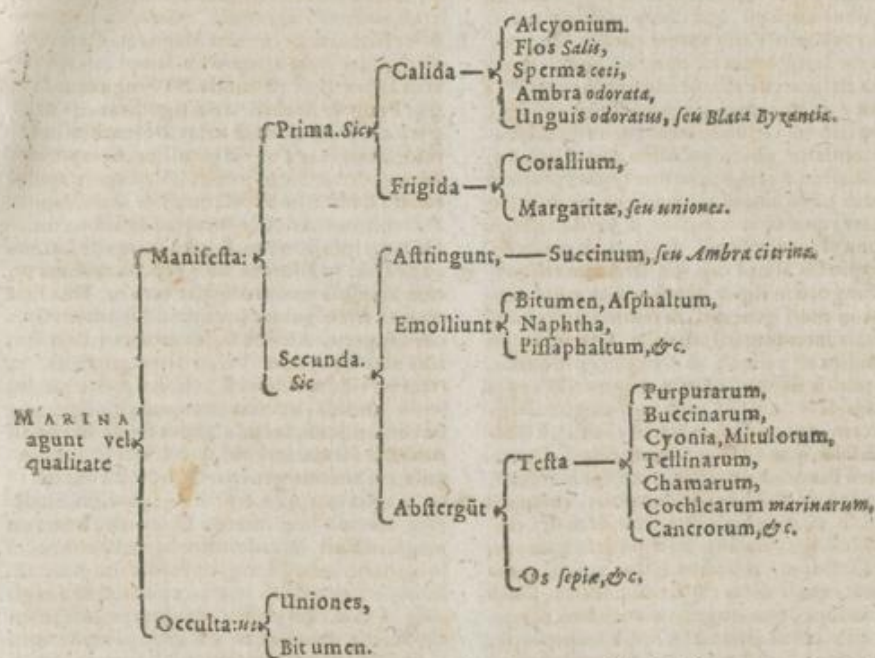 Alcyonium.
Flos Salis,
Calida
Sperma ceti,
Ambra odorata,
Unguis odoratus, ſeu Blata Byzantia.
Prima. Sic
Corallium,
Frigida
Margaritæ, ſeu uniones.
Manifeſta:
Aſtringunt,
Succinum, ſeu Ambra citrina.
Bitumen, Aſphaltum,
Emolliunt
Naphtha,
Piſſaphaltum, &c.
Secunda.
Sic
Purpurarum,
Buccinarum,
Cyonia, Mitulorum,
MARINA
agunt vel
qualitate
Teſta
Tellinarum,
Chamarum,
Cochlearum marinarum,
Cancrorum, &c.
Abſtergūt
Os ſepiæ, &c.
Uniones,
Occulta: ut
Bitumen.